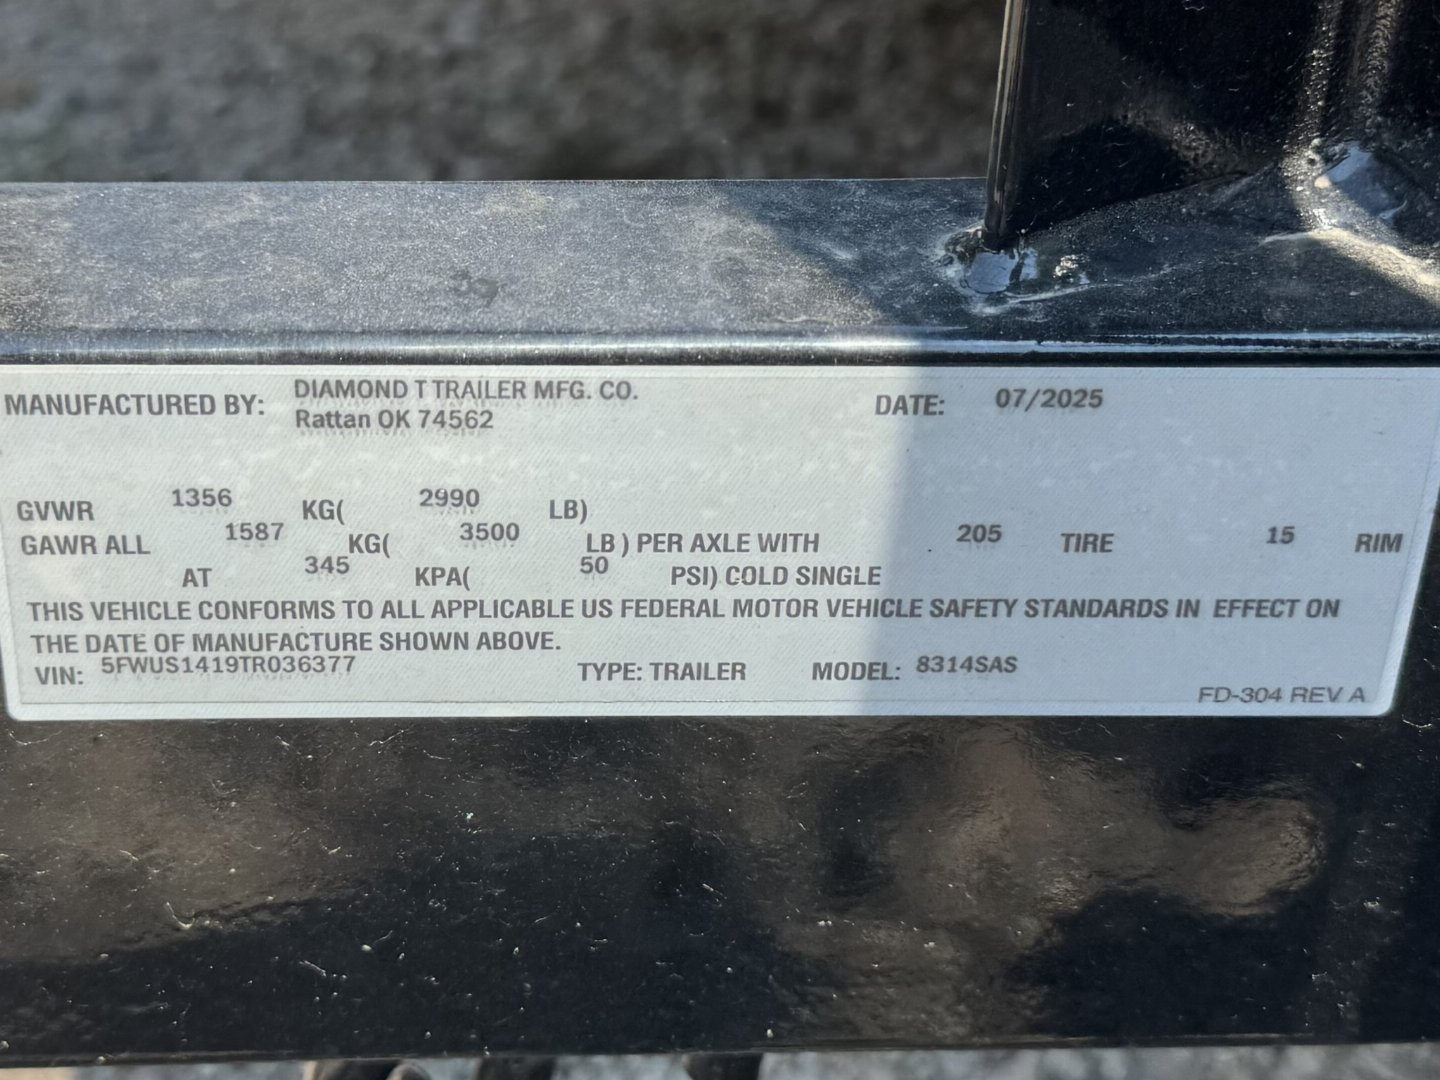 MANUFACTURED BY: DIAMOND T TRAILER MFG. CO. DATE: 07/2025
Rattan OK 74562
GVWR 1356 KG( 2990 LB)
GAWR ALL 1587 KG( 3500 LB ) PER AXLE WITH 205 TIRE 15 RIM
AT 345 KPA( 50 PSI) COLD SINGLE
THIS VEHICLE CONFORMS TO ALL APPLICABLE US FEDERAL MOTOR VEHICLE SAFETY STANDARDS IN EFFECT ON
THE DATE OF MANUFACTURE SHOWN ABOVE.
VIN: 5FWUS1419TR036377 TYPE: TRAILER MODEL: 8314SAS
FD-304 REV A